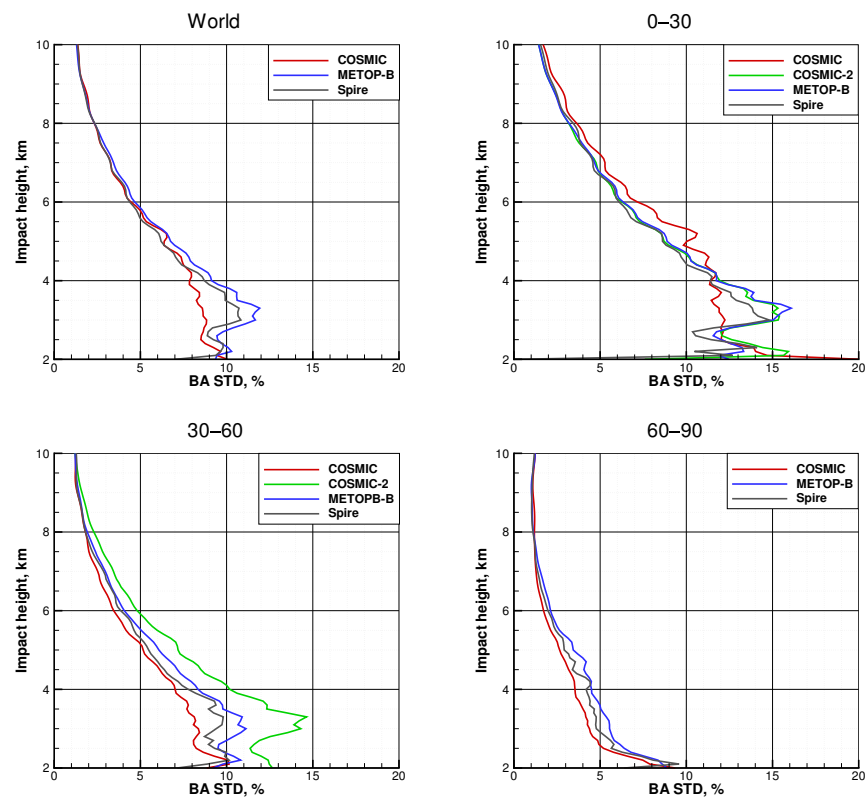 World
10
8
6
4
2
0
5
10
15
20
Impact height, km
BA STD, %
COSMIC
METOP-B
Spire
0–30
10
8
6
4
2
0
5
10
15
20
Impact height, km
BA STD, %
COSMIC
COSMIC-2
METOP-B
Spire
30–60
10
8
6
4
2
0
5
10
15
20
Impact height, km
BA STD, %
COSMIC
COSMIC-2
METOPB-B
Spire
60–90
10
8
6
4
2
0
5
10
15
20
Impact height, km
BA STD, %
COSMIC
METOP-B
Spire